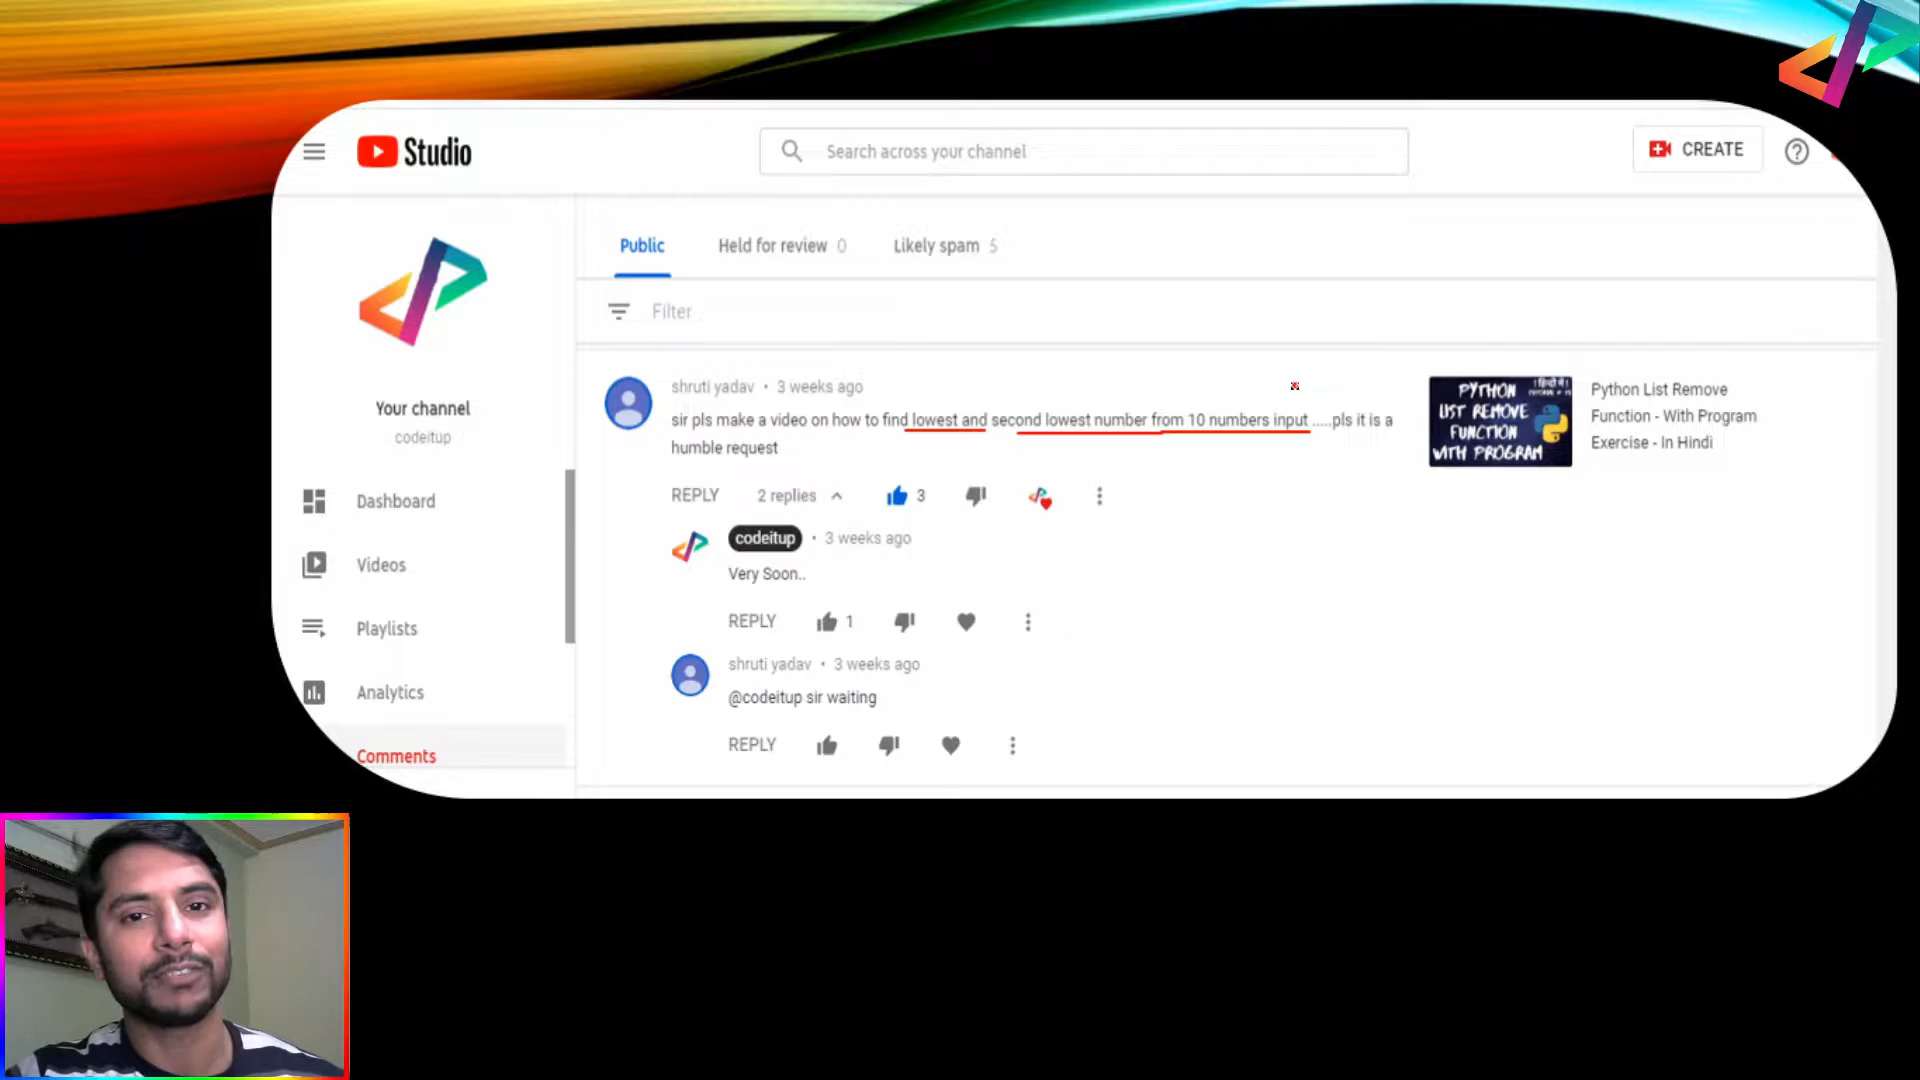 Studio
Search across your channel
CREATE
Public
Held for review 0
Likely spam 5
Filter
Your channel
codeitup
Dashboard
Videos
Playlists
Analytics
Comments
shruti yadav • 3 weeks ago
sir pls make a video on how to find lowest and second lowest number from 10 numbers input .....pls it is a
humble request
REPLY 2 replies 3
codeitup • 3 weeks ago
Very Soon..
REPLY 1
shruti yadav • 3 weeks ago
@codeitup sir waiting
REPLY
PYTHON
LIST REMOVE
FUNCTION
WITH PROGRAM
Python List Remove
Function - With Program
Exercise - In Hindi